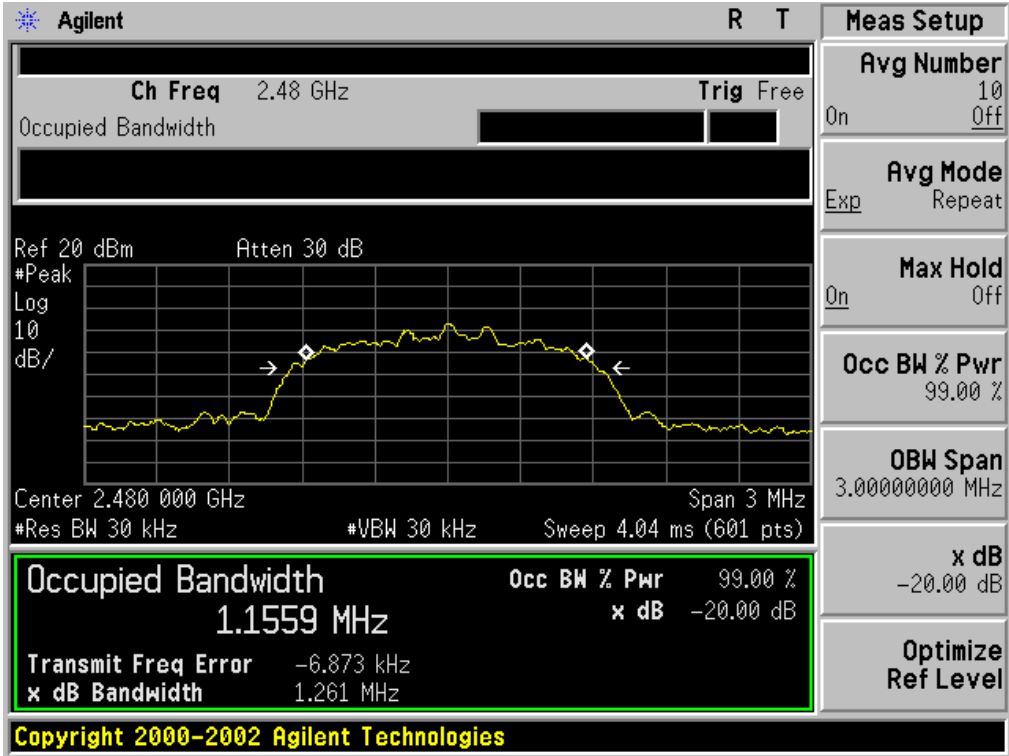 Agilent R T
Ch Freq 2.48 GHz Trig Free
Occupied Bandwidth
Ref 20 dBm Atten 30 dB
#Peak
Log
10
dB/
Center 2.480 000 GHz Span 3 MHz
#Res BW 30 kHz #VBW 30 kHz Sweep 4.04 ms (601 pts)
Occupied Bandwidth Occ BW % Pwr 99.00 %
1.1559 MHz x dB -20.00 dB
Transmit Freq Error -6.873 kHz
x dB Bandwidth 1.261 MHz
Copyright 2000-2002 Agilent Technologies
Meas Setup
Avg Number
10
On Off
Avg Mode
Exp Repeat
Max Hold
On Off
Occ BW % Pwr
99.00 %
OBW Span
3.00000000 MHz
x dB
-20.00 dB
Optimize
Ref Level